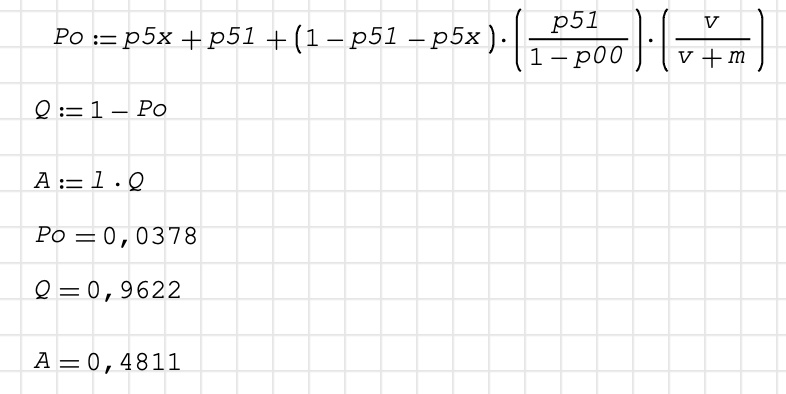 Po := p5x + p51 + (1 − p51 − p5x) · (p51 / (1 − p00)) · (v / (v + m))
Q := 1 − Po
A := l · Q
Po = 0,0378
Q = 0,9622
A = 0,4811